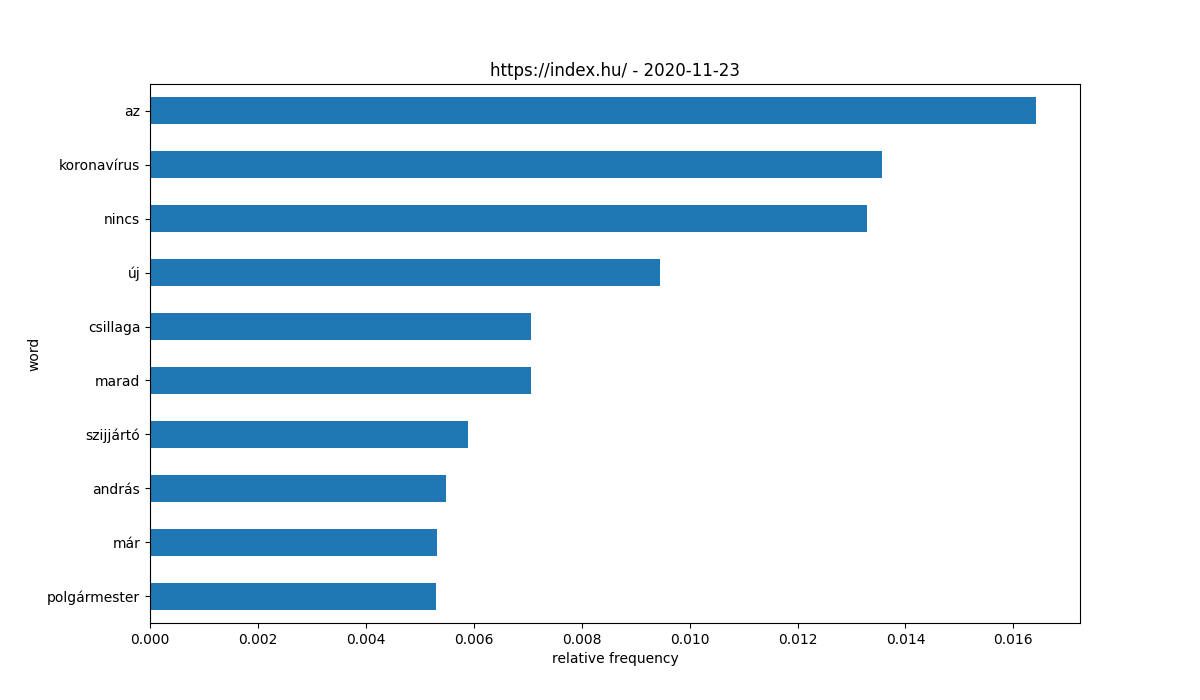 https://index.hu/ - 2020-11-23
az
koronavírus
nincs
új
csillaga
marad
szijjártó
andrás
már
polgármester
word
0.000 0.002 0.004 0.006 0.008 0.010 0.012 0.014 0.016
relative frequency